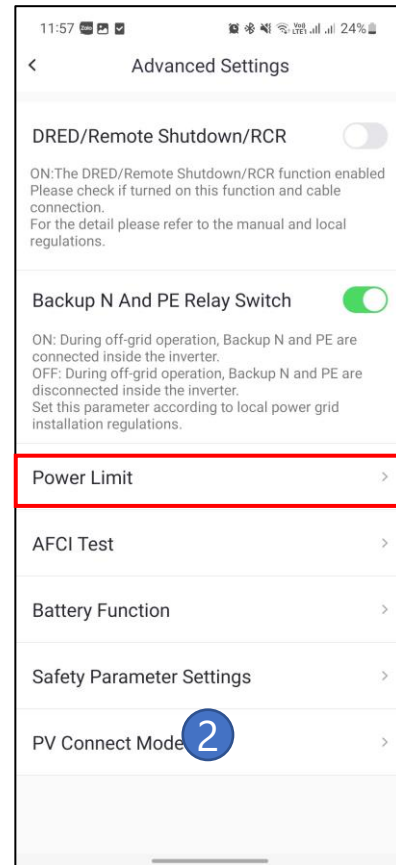 11:57 24%
Advanced Settings
DRED/Remote Shutdown/RCR
ON:The DRED/Remote Shutdown/RCR function enabled
Please check if turned on this function and cable
connection.
For the detail please refer to the manual and local
regulations.
Backup N And PE Relay Switch
ON: During off-grid operation, Backup N and PE are
connected inside the inverter.
OFF: During off-grid operation, Backup N and PE are
disconnected inside the inverter.
Set this parameter according to local power grid
installation regulations.
Power Limit
AFCI Test
Battery Function
Safety Parameter Settings
PV Connect Mode 2